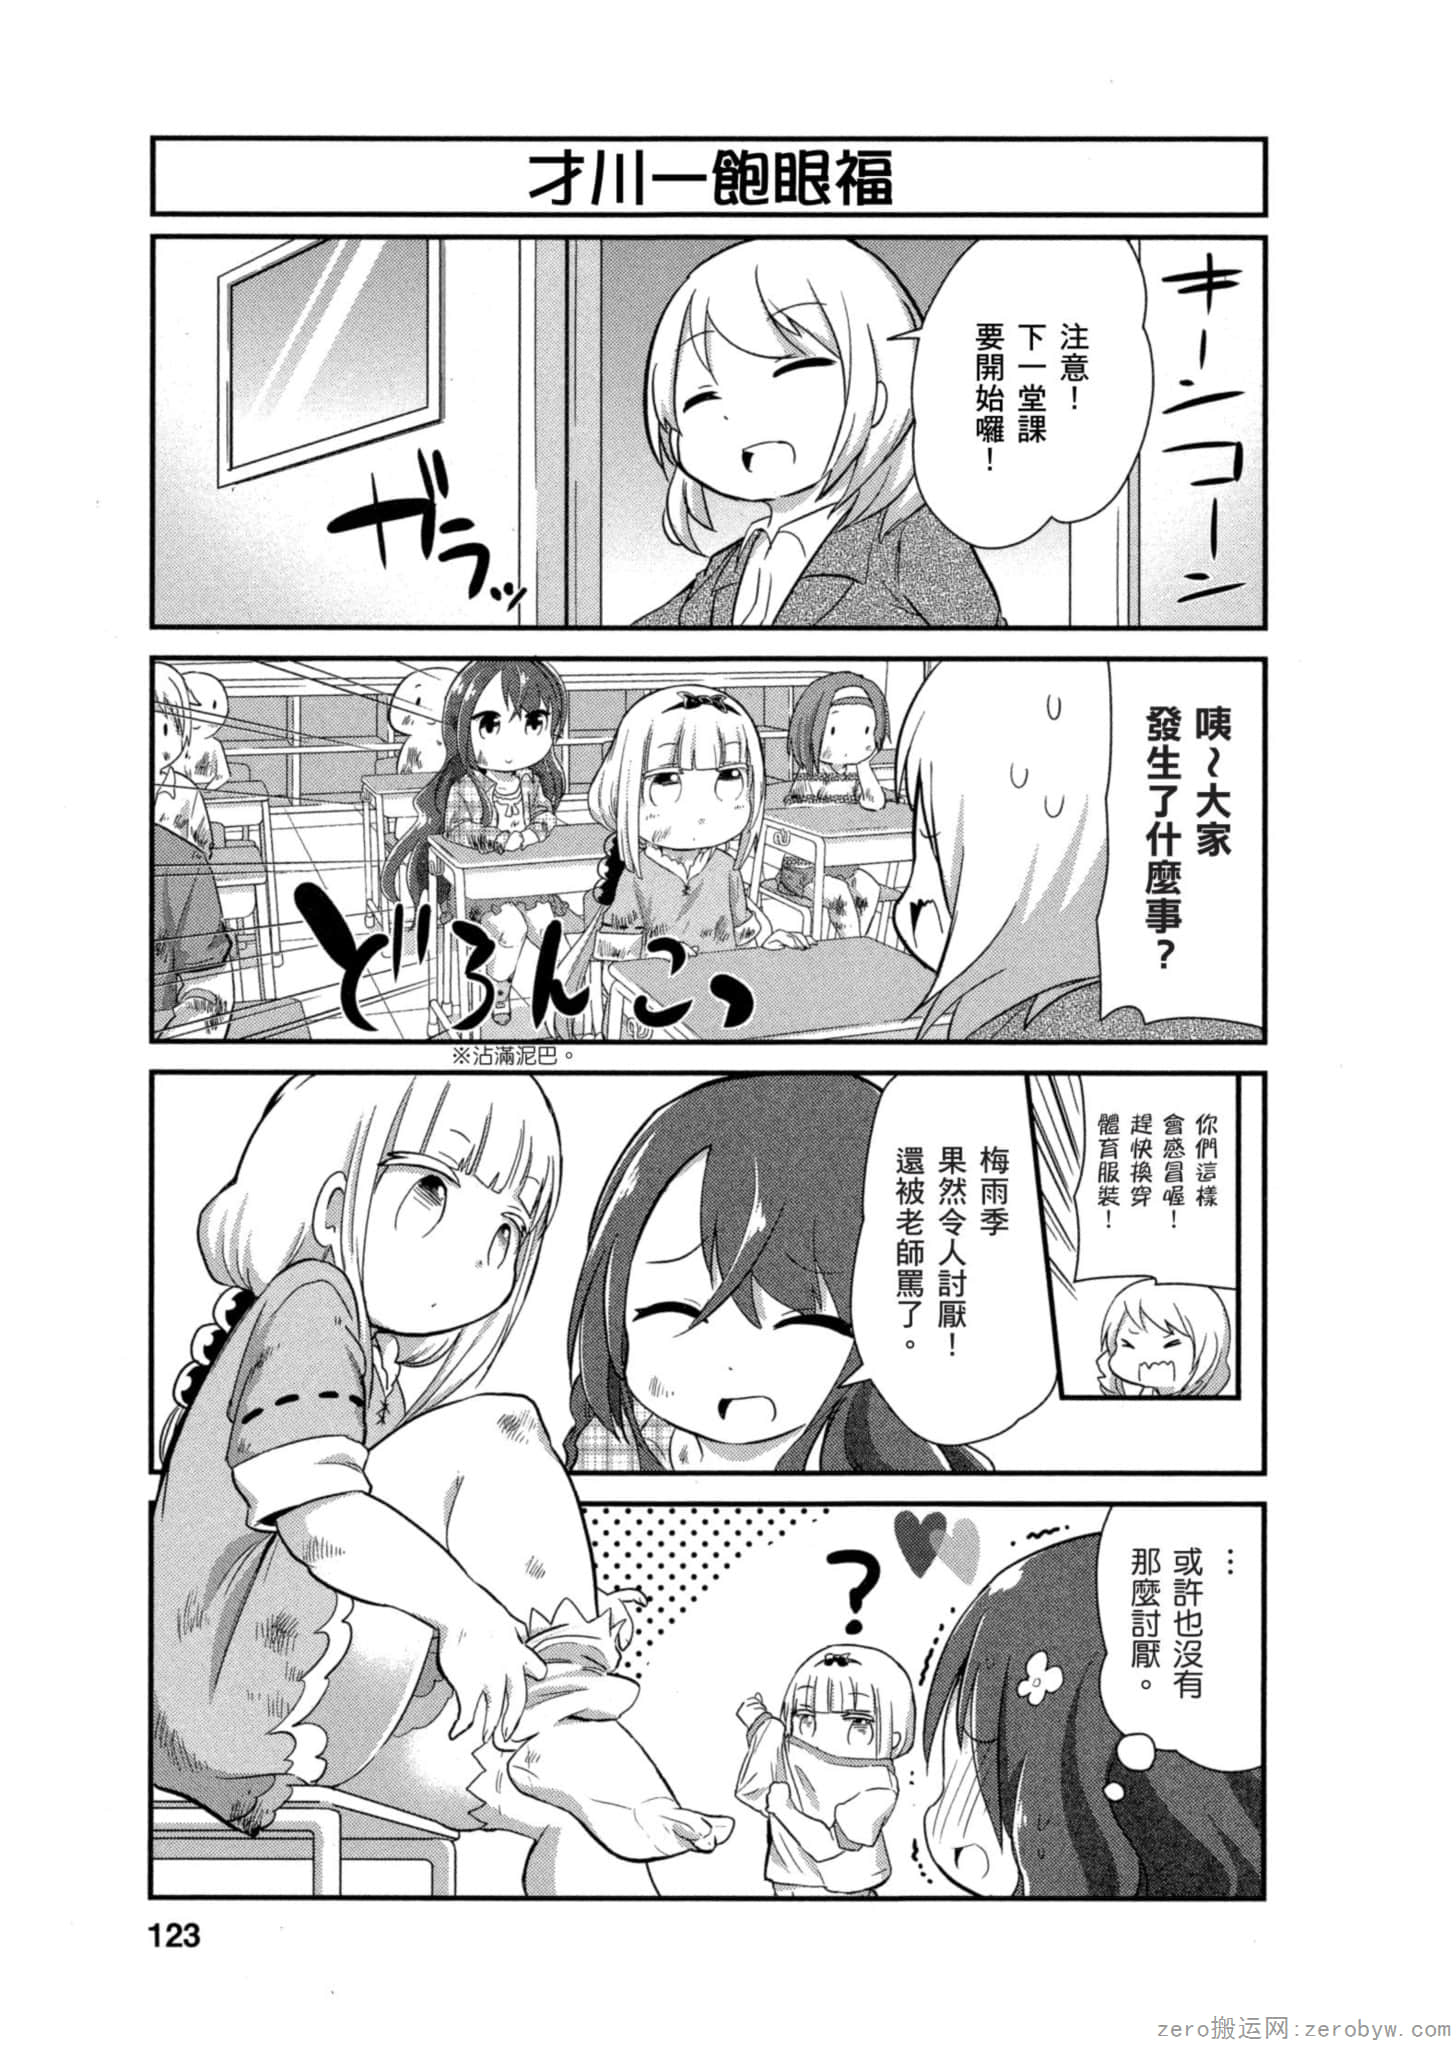 才川一飽眼福
キーンコーン
注意！
下一堂課
要開始囉！
ガラッ
咦～大家
發生了什麼事？
どろんこっ
※沾滿泥巴。
你們這樣
會感冒喔！
趕快換穿
體育服裝！
梅雨季
果然令人討厭！
還被老師罵了。
…
或許也沒有
那麼討厭。
？
123
zero搬运网:zerobyw.com